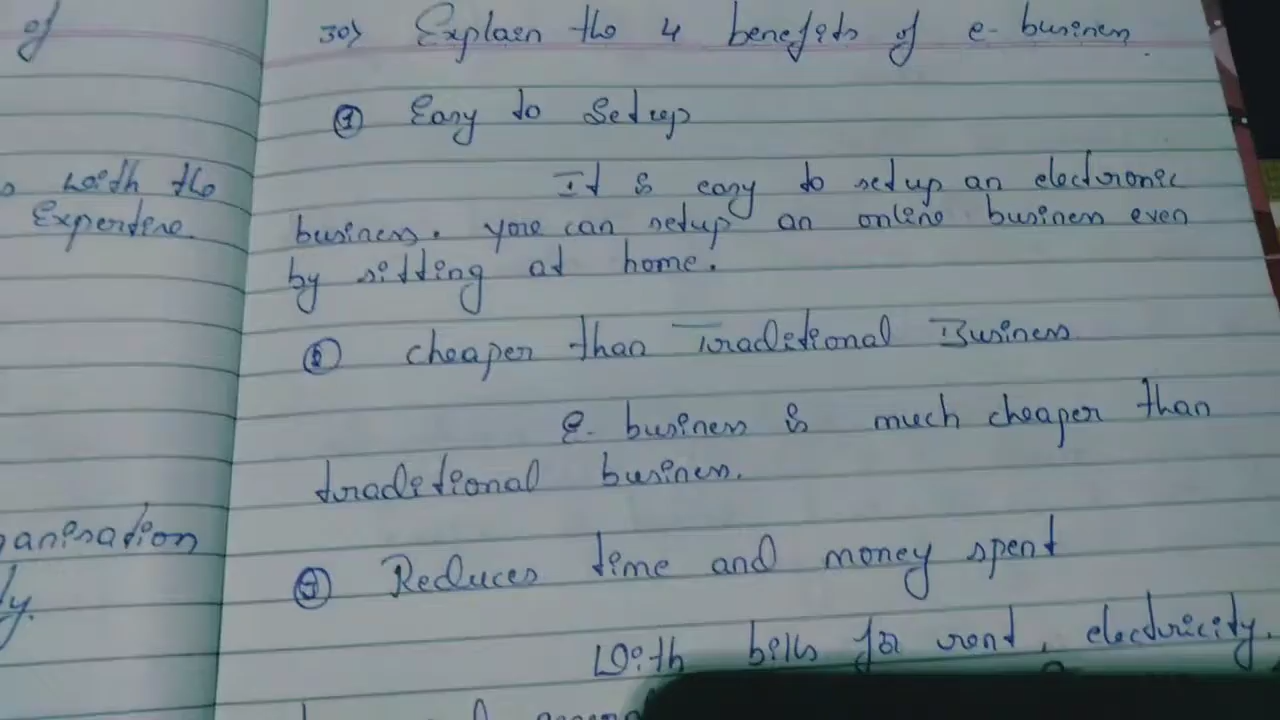 of
with the
Expertise.
ganisation
ly.
30) Explain the 4 benefits of e-business.
① Easy to Setup
It is easy to setup an electronic
business. you can setup an online business even
by sitting at home.
② cheaper than Traditional Business
e-business is much cheaper than
traditional business.
③ Reduces time and money spent
With bills for rent, electricity.